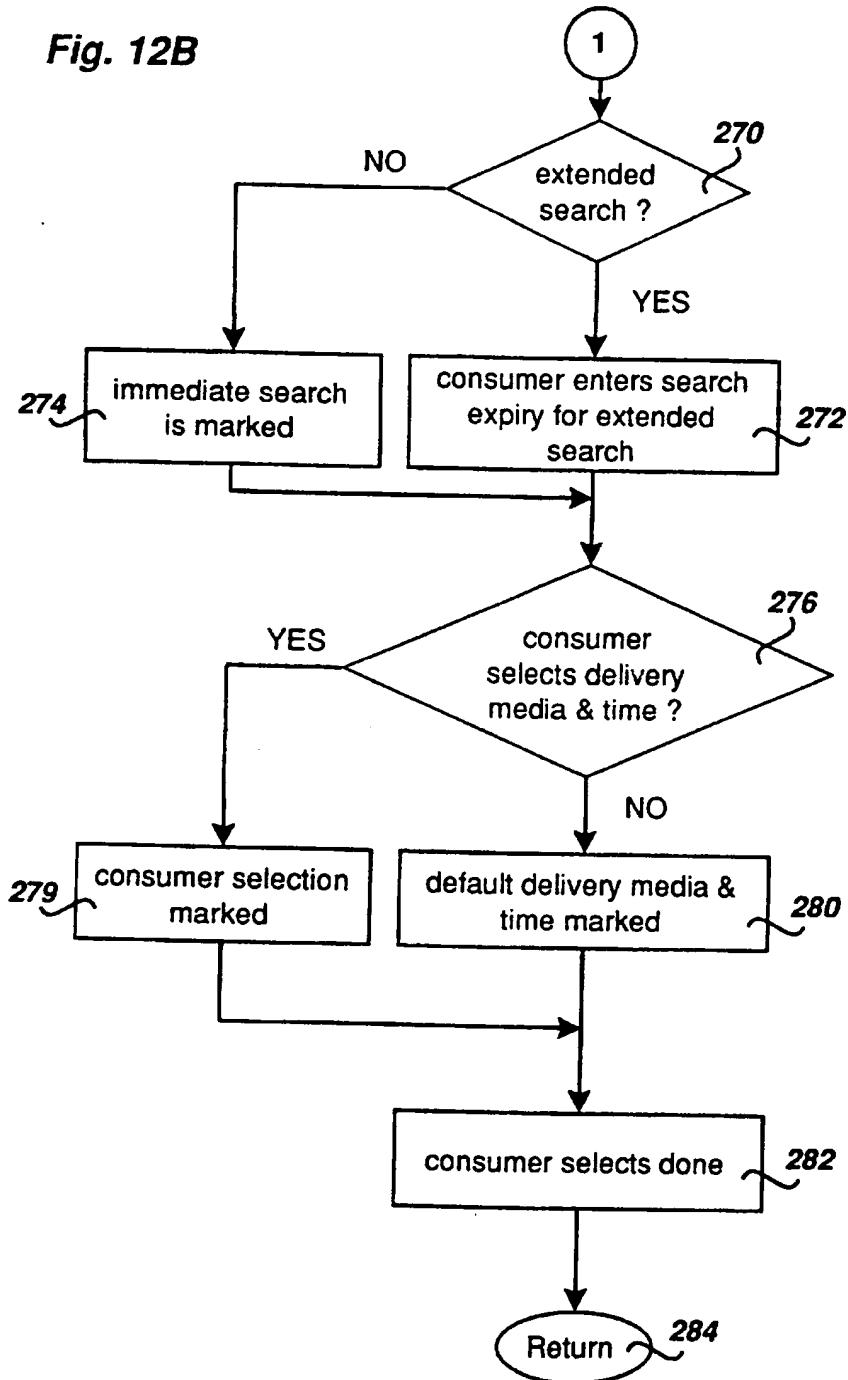 Fig. 12B
1
270
NO
extended
search ?
YES
274
immediate search
is marked
consumer enters search
expiry for extended
search
272
276
YES
consumer
selects delivery
media & time ?
NO
279
consumer selection
marked
default delivery media &
time marked
280
consumer selects done
282
Return
284